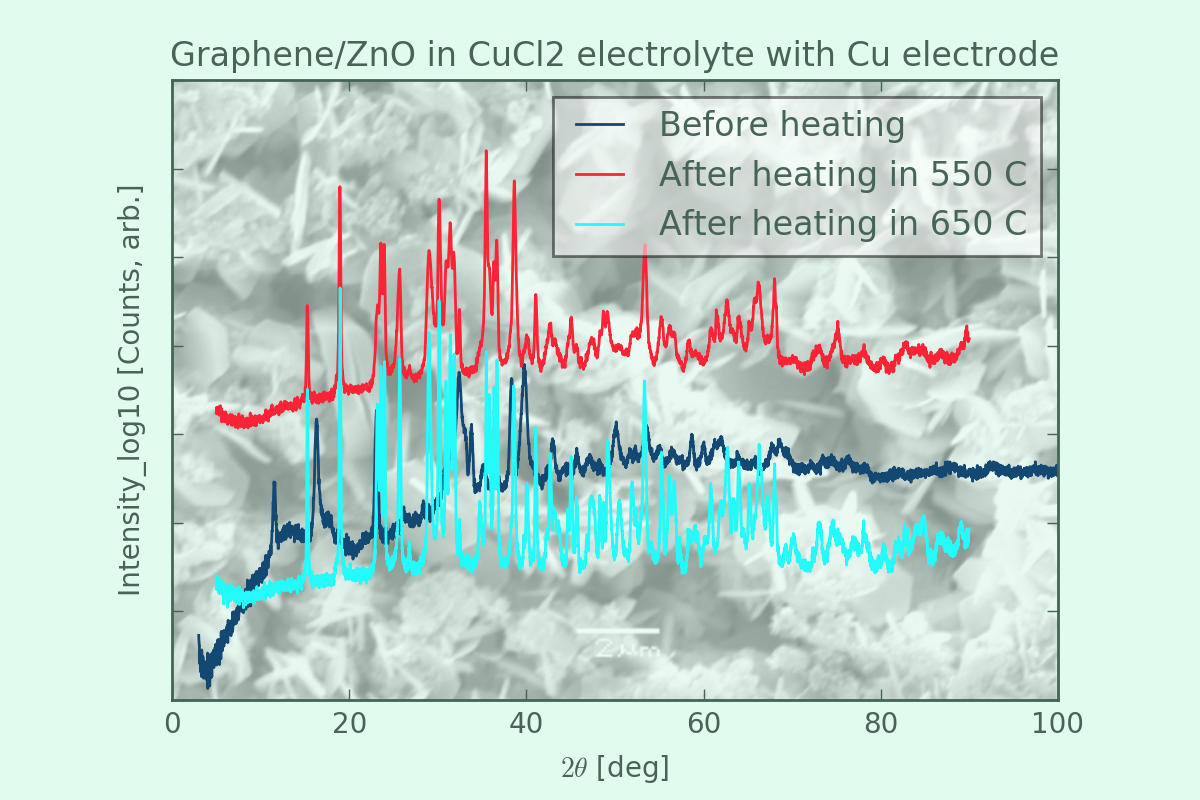 Graphene/ZnO in CuCl2 electrolyte with Cu electrode
Before heating
After heating in 550 C
After heating in 650 C
Intensity_log10 [Counts, arb.]
2μm
0 20 40 60 80 100
2θ [deg]